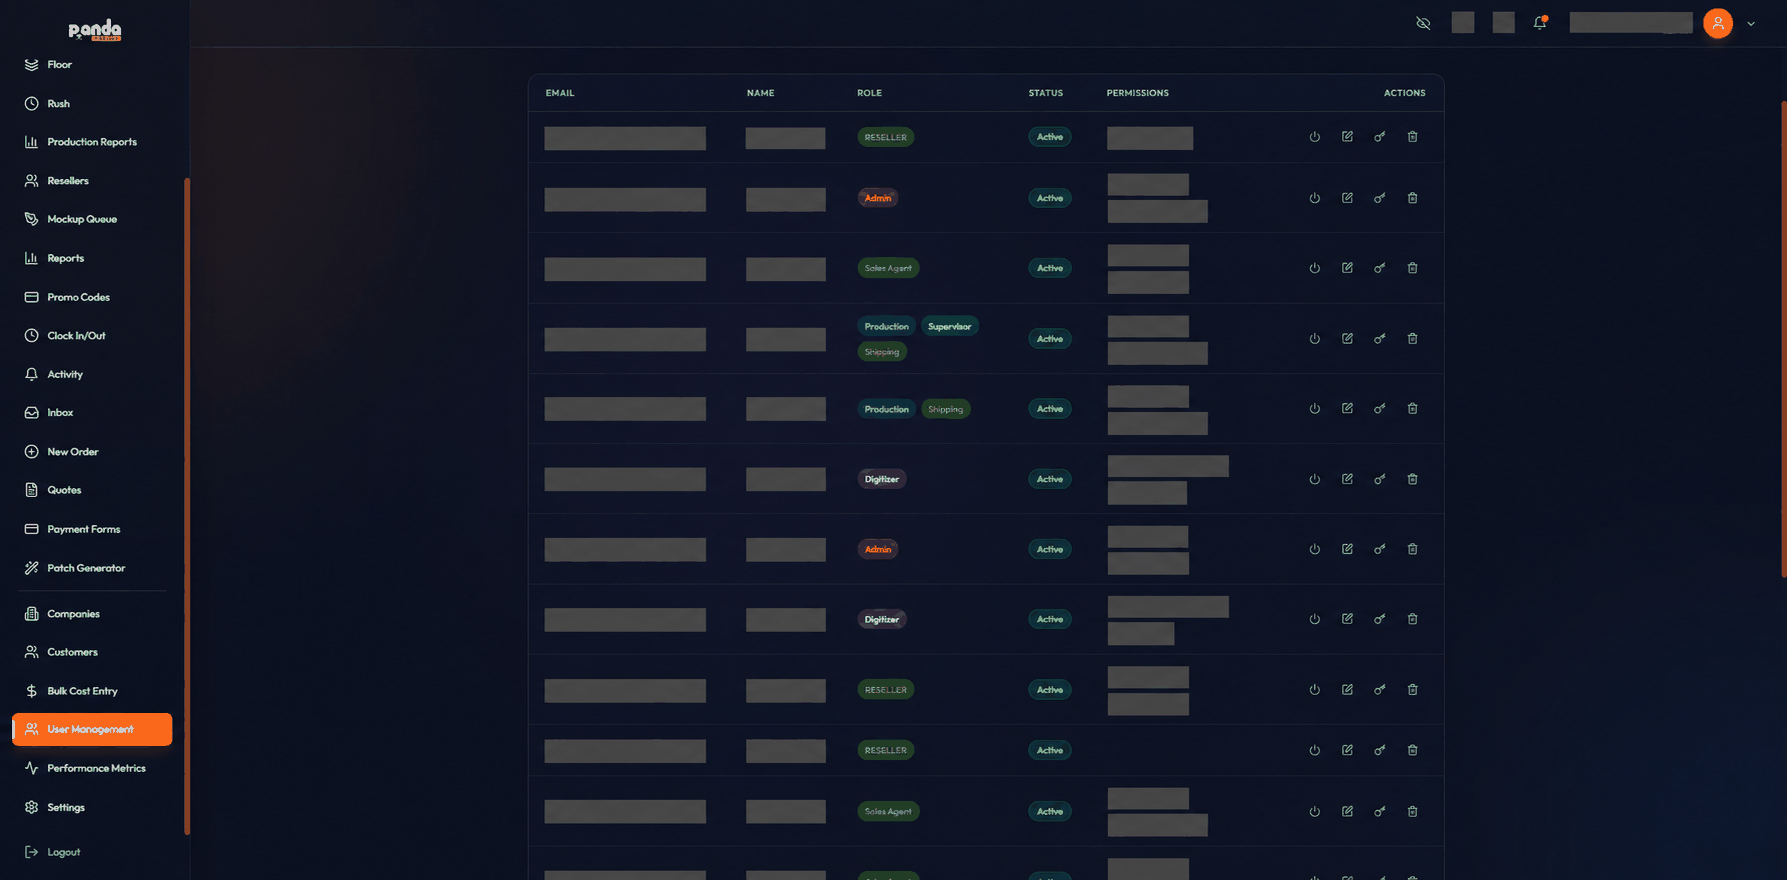 panda
Floor
Rush
Production Reports
Resellers
Mockup Queue
Reports
Promo Codes
Clock In/Out
Activity
Inbox
New Order
Quotes
Payment Forms
Patch Generator
Companies
Customers
Bulk Cost Entry
User Management
Performance Metrics
Settings
Logout
EMAIL NAME ROLE STATUS PERMISSIONS ACTIONS
RESELLER Active
Admin Active
Sales Agent Active
Production Supervisor Active
Shipping
Production Shipping Active
Digitizer Active
Admin Active
Digitizer Active
RESELLER Active
RESELLER Active
Sales Agent Active